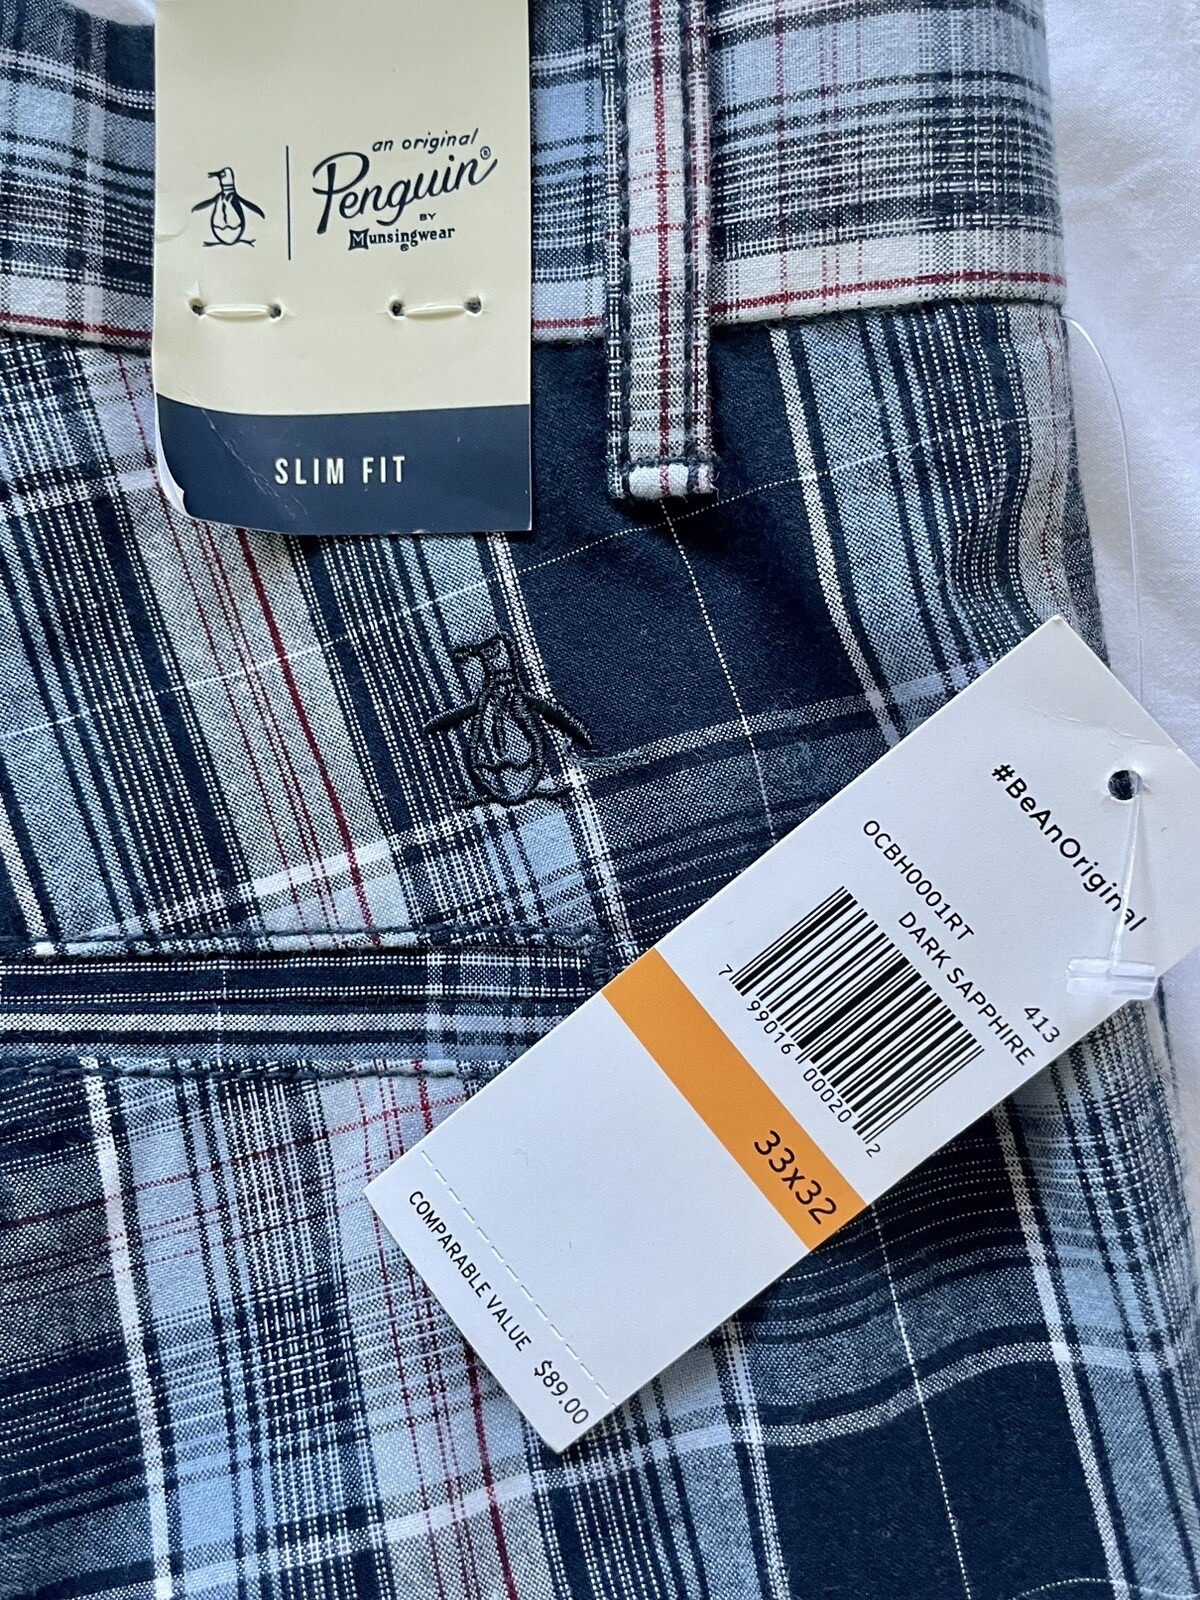 an original
Penguin®
BY
Munsingwear
®
SLIM FIT
#BeAnOriginal
OCBH0001RT 413
DARK SAPPHIRE
7 99016 00020 2
33x32
COMPARABLE VALUE $89.00